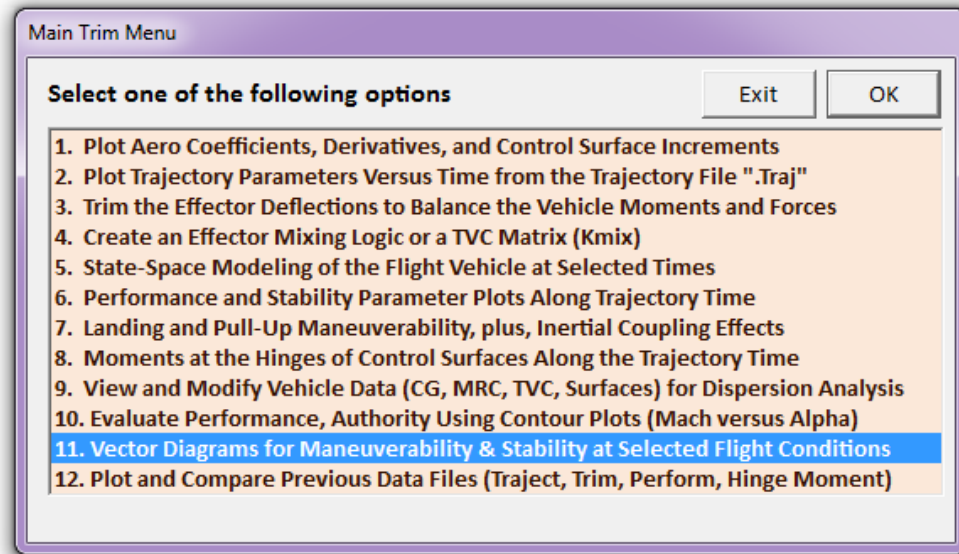 Main Trim Menu
Select one of the following options
Exit
OK
1. Plot Aero Coefficients, Derivatives, and Control Surface Increments
2. Plot Trajectory Parameters Versus Time from the Trajectory File ".Traj"
3. Trim the Effector Deflections to Balance the Vehicle Moments and Forces
4. Create an Effector Mixing Logic or a TVC Matrix (Kmix)
5. State-Space Modeling of the Flight Vehicle at Selected Times
6. Performance and Stability Parameter Plots Along Trajectory Time
7. Landing and Pull-Up Maneuverability, plus, Inertial Coupling Effects
8. Moments at the Hinges of Control Surfaces Along the Trajectory Time
9. View and Modify Vehicle Data (CG, MRC, TVC, Surfaces) for Dispersion Analysis
10. Evaluate Performance, Authority Using Contour Plots (Mach versus Alpha)
11. Vector Diagrams for Maneuverability & Stability at Selected Flight Conditions
12. Plot and Compare Previous Data Files (Traject, Trim, Perform, Hinge Moment)